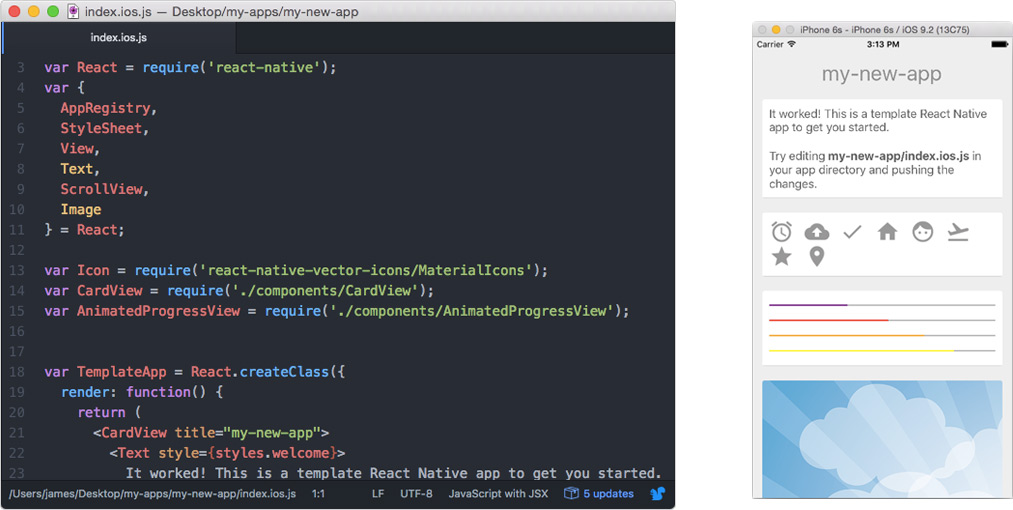 index.ios.js — Desktop/my-apps/my-new-app
index.ios.js
3 var React = require('react-native');
4 var {
5 AppRegistry,
6 StyleSheet,
7 View,
8 Text,
9 ScrollView,
10 Image
11 } = React;
12
13 var Icon = require('react-native-vector-icons/MaterialIcons');
14 var CardView = require('./components/CardView');
15 var AnimatedProgressView = require('./components/AnimatedProgressView');
16
17
18 var TemplateApp = React.createClass({
19 render: function() {
20 return (
21 <CardView title="my-new-app">
22 <Text style={styles.welcome}>
23 It worked! This is a template React Native app to get you started.
/Users/james/Desktop/my-apps/my-new-app/index.ios.js 1:1 LF UTF-8 JavaScript with JSX 5 updates
iPhone 6s - iPhone 6s / iOS 9.2 (13C75)
Carrier 3:13 PM
my-new-app
It worked! This is a template React Native
app to get you started.
Try editing my-new-app/index.ios.js in
your app directory and pushing the
changes.